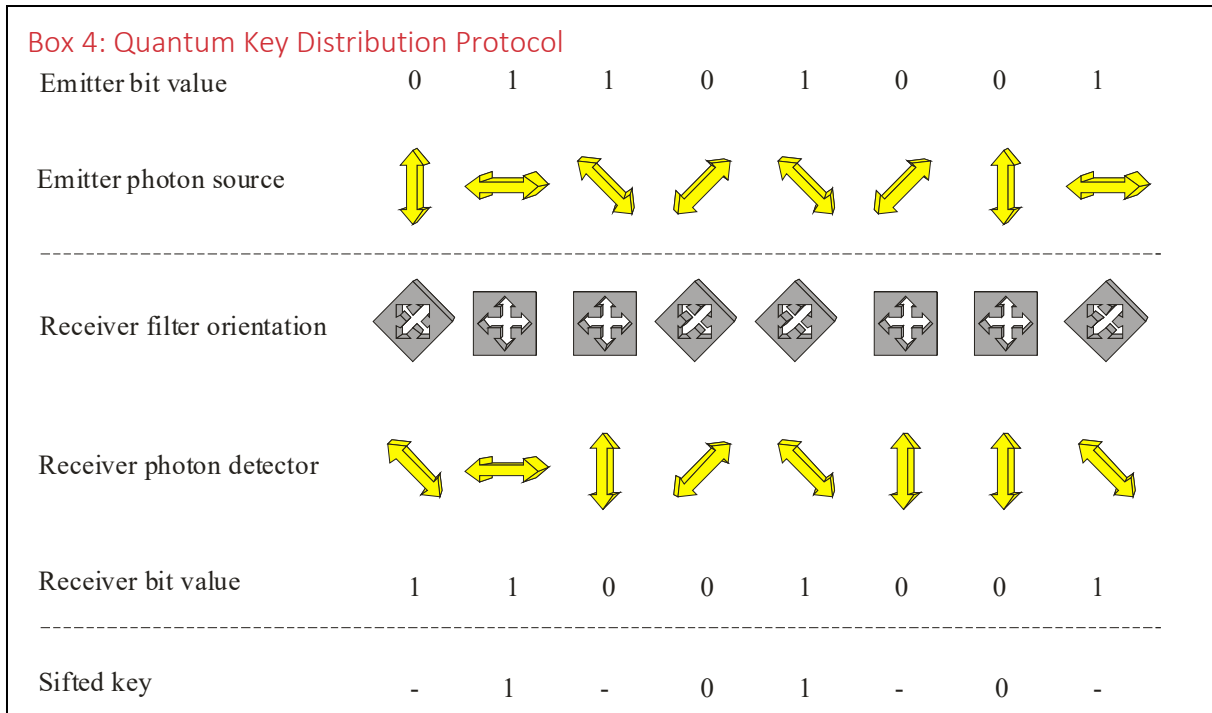 Box 4: Quantum Key Distribution Protocol
Emitter bit value 0 1 1 0 1 0 0 1
Emitter photon source
Receiver filter orientation
Receiver photon detector
Receiver bit value 1 1 0 0 1 0 0 1
Sifted key - 1 - 0 1 - 0 -